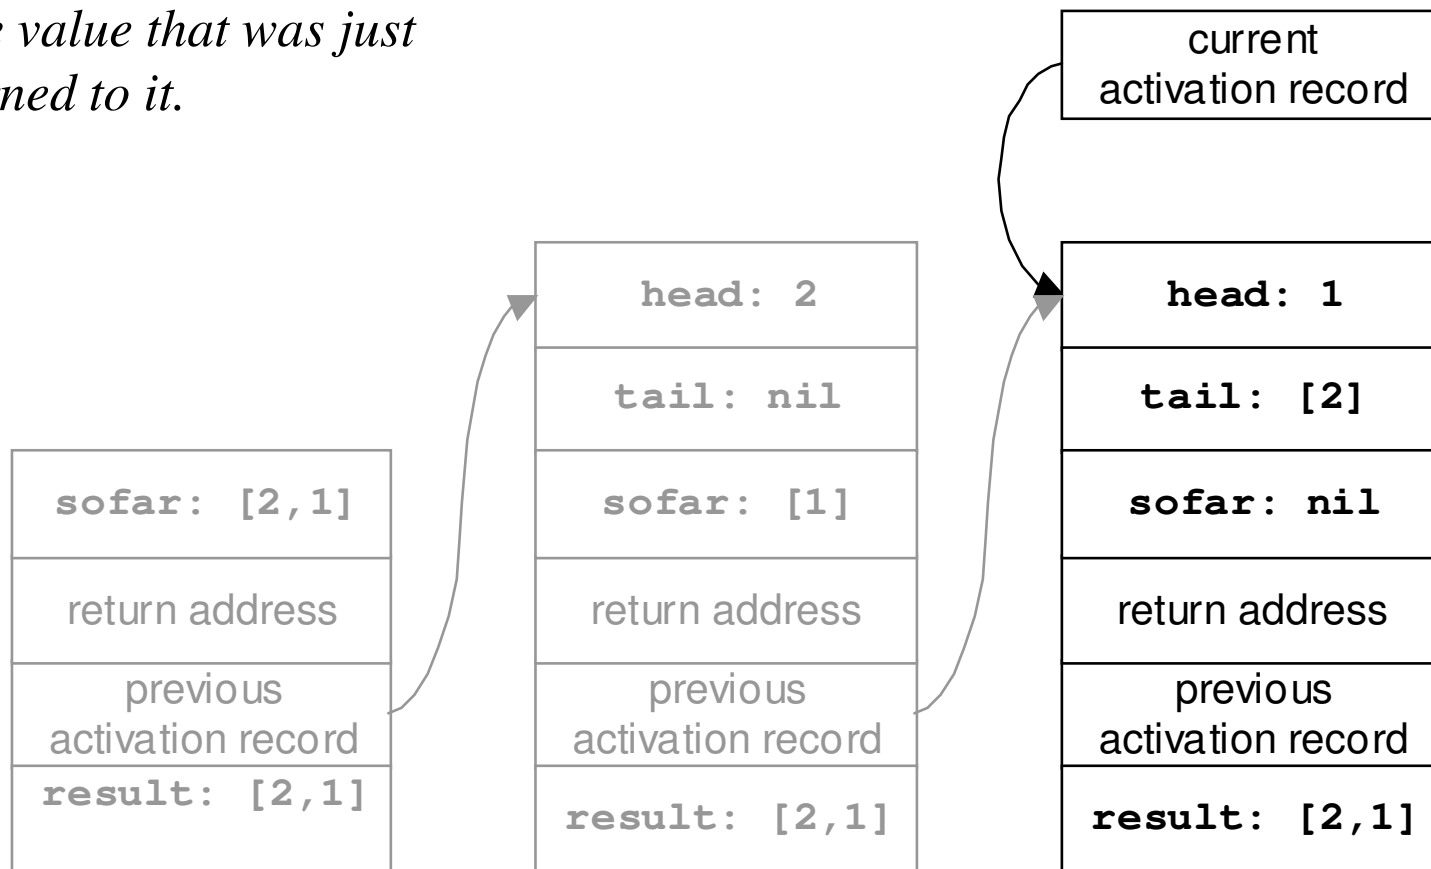 value that was just
to it.
current
activation record
head: 2
tail: nil
sofar: [1]
return address
previous
activation record
result: [2,1]
head: 1
tail: [2]
sofar: nil
return address
previous
activation record
result: [2,1]
sofar: [2,1]
return address
previous
activation record
result: [2,1]